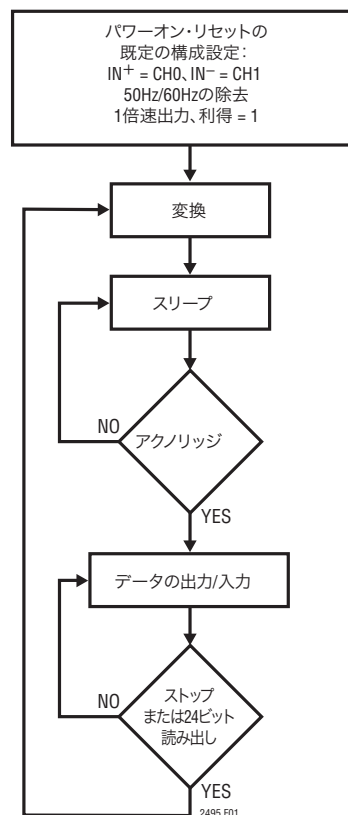 パワーオン・リセットの
既定の構成設定:
IN+ = CH0、IN− = CH1
50Hz/60Hzの除去
1倍速出力、利得 = 1
変換
スリープ
NO
アクノリッジ
YES
データの出力/入力
NO
ストップ
または24ビット
読み出し
YES
2495 F01